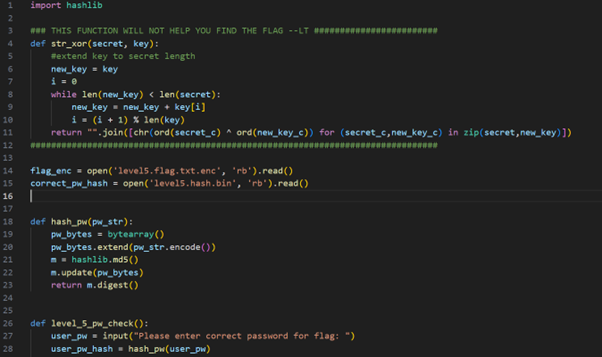 1 import hashlib
2
3 ### THIS FUNCTION WILL NOT HELP YOU FIND THE FLAG --LT ########################
4 def str_xor(secret, key):
5 #extend key to secret length
6 new_key = key
7 i = 0
8 while len(new_key) < len(secret):
9 new_key = new_key + key[i]
10 i = (i + 1) % len(key)
11 return "".join([chr(ord(secret_c) ^ ord(new_key_c)) for (secret_c,new_key_c) in zip(secret,new_key)])
12 ###############################################################################
13
14 flag_enc = open('level5.flag.txt.enc', 'rb').read()
15 correct_pw_hash = open('level5.hash.bin', 'rb').read()
16
17
18 def hash_pw(pw_str):
19 pw_bytes = bytearray()
20 pw_bytes.extend(pw_str.encode())
21 m = hashlib.md5()
22 m.update(pw_bytes)
23 return m.digest()
24
25
26 def level_5_pw_check():
27 user_pw = input("Please enter correct password for flag: ")
28 user_pw_hash = hash_pw(user_pw)